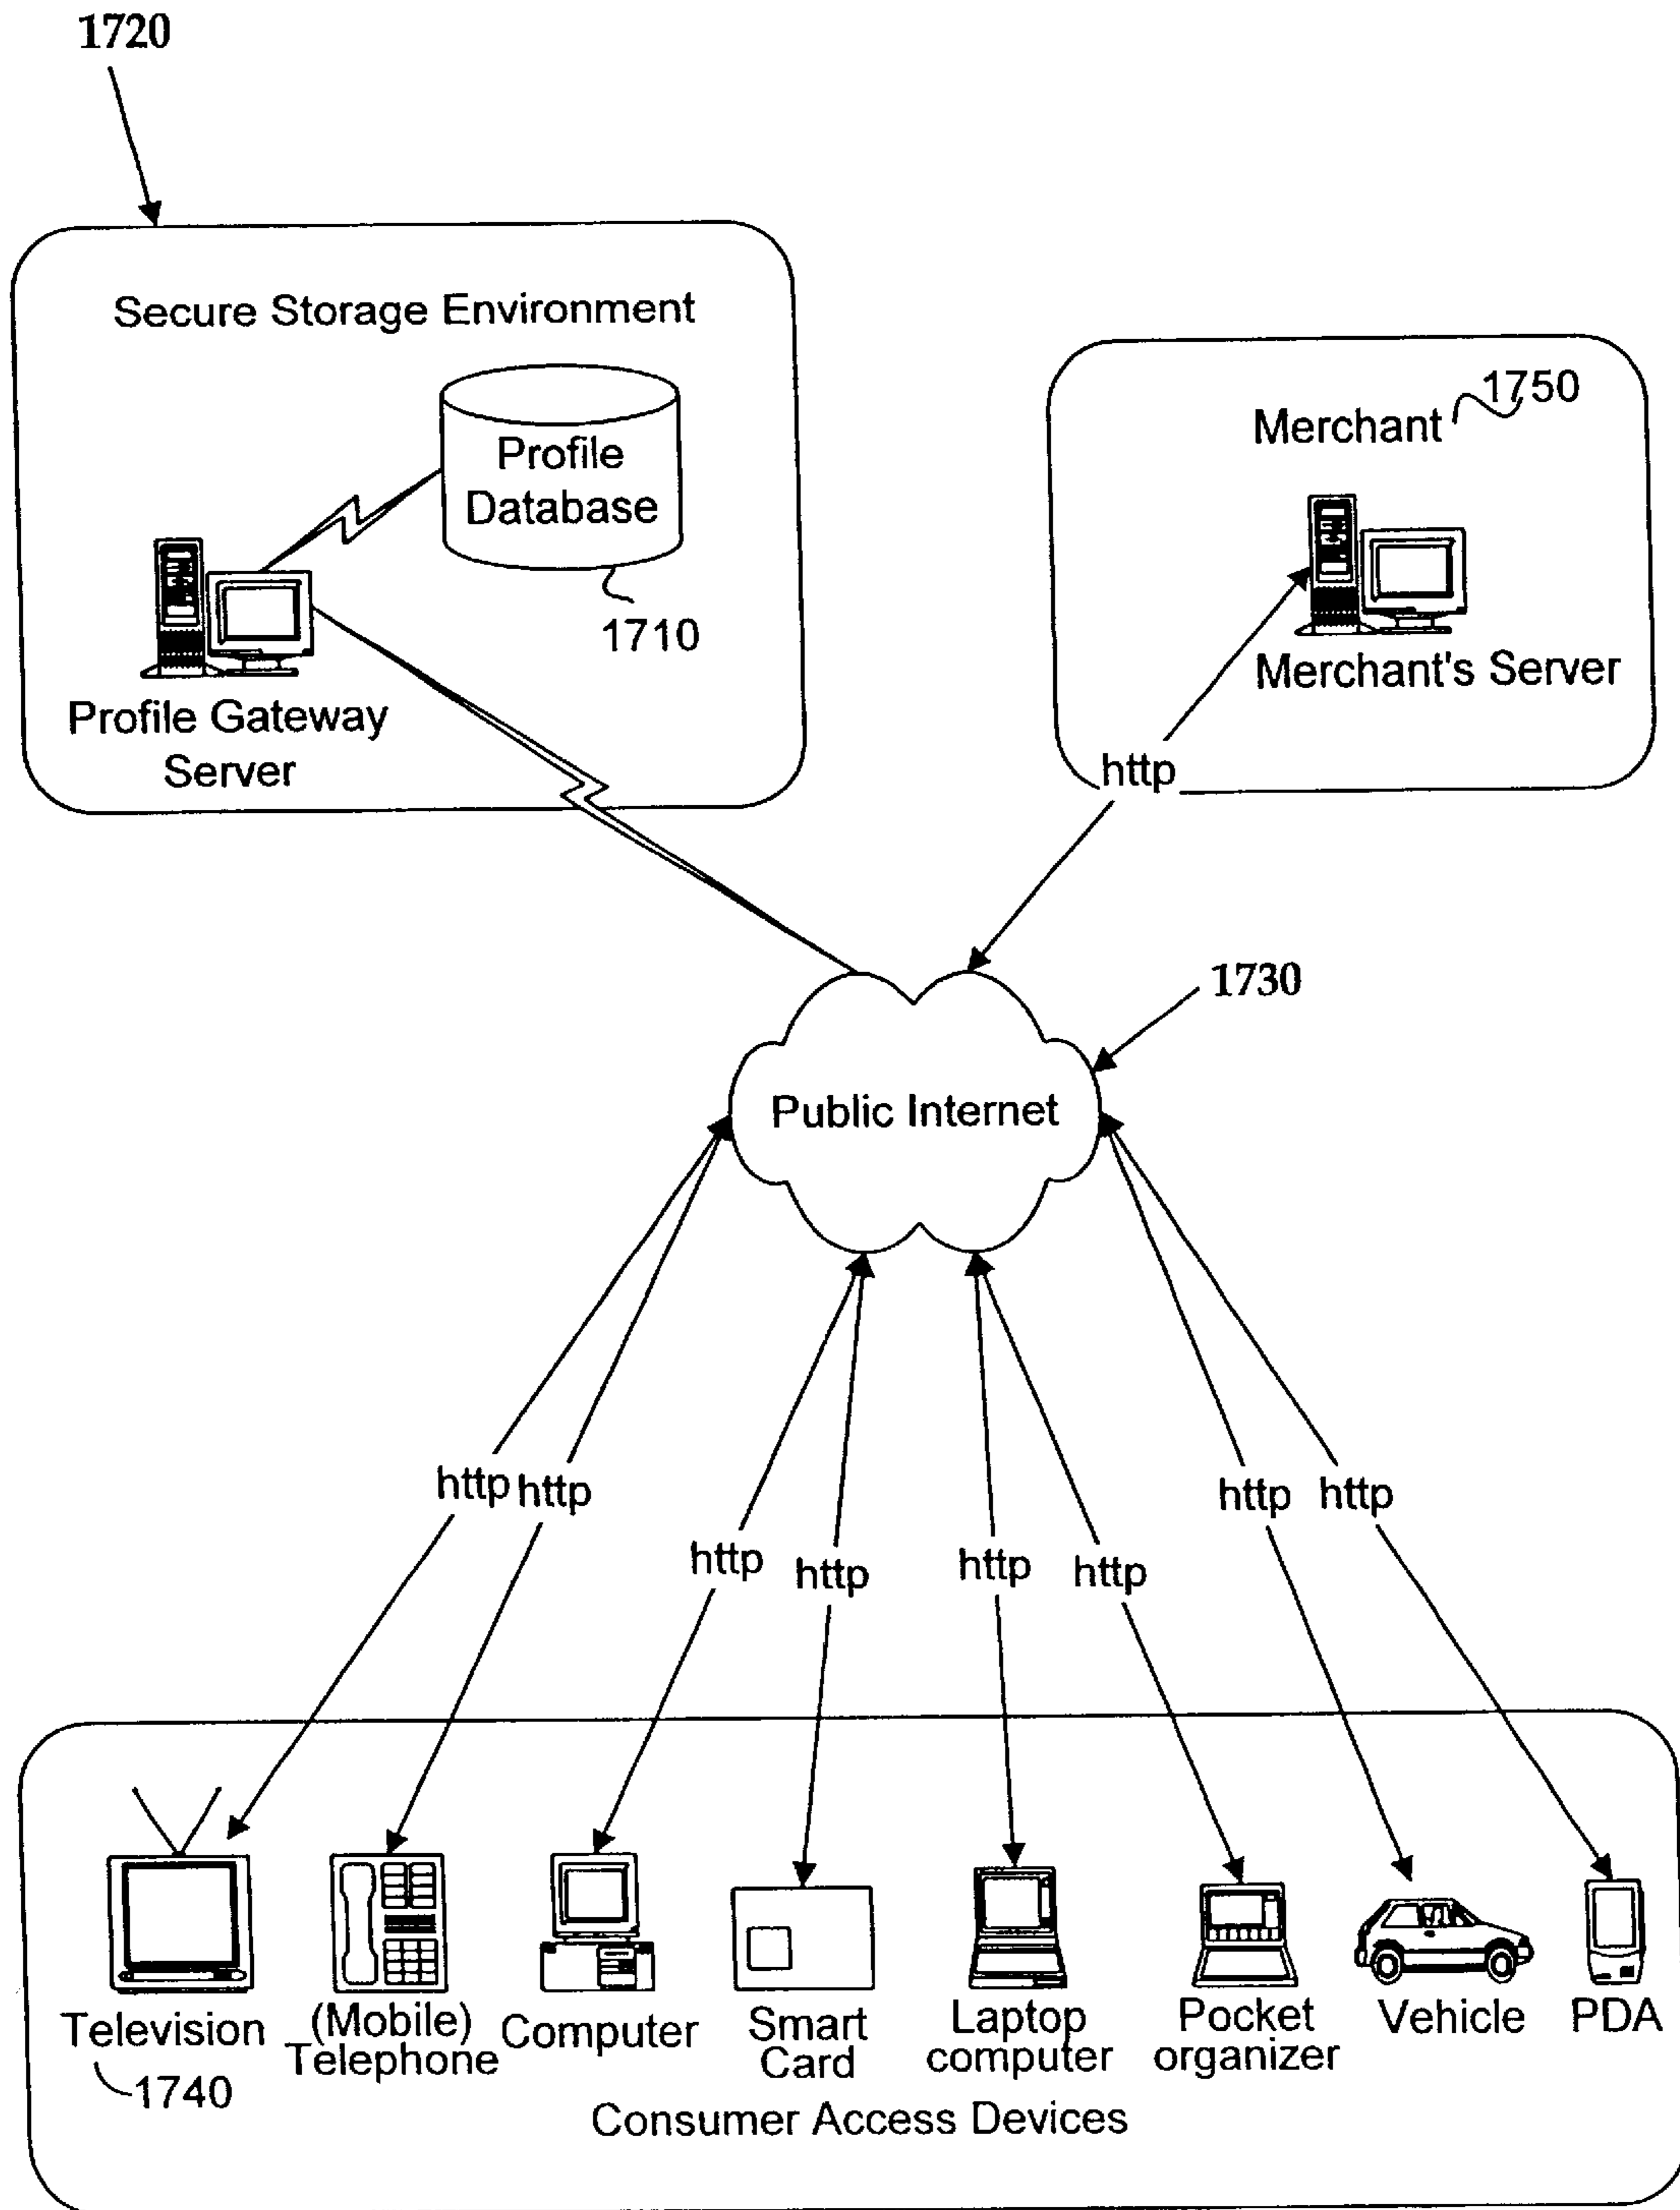 1720
Secure Storage Environment
Profile
Database
1710
Profile Gateway
Server
Merchant 1750
Merchant's Server
http
1730
Public Internet
http http
http http http http
http http
Television
(Mobile)
Telephone
Computer
Smart
Card
Laptop
computer
Pocket
organizer
Vehicle
PDA
1740
Consumer Access Devices